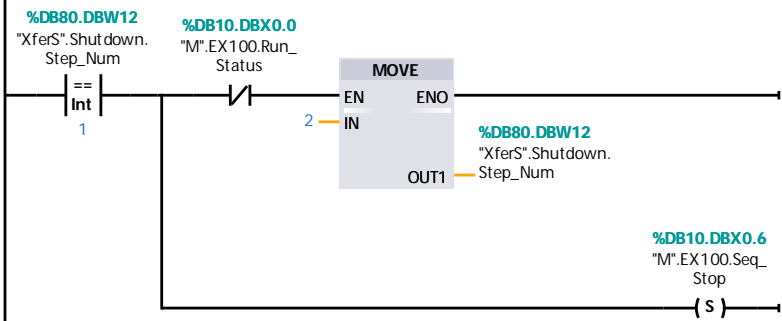 %DB80.DBW12
"XferS".Shutdown.
Step_Num
==
Int
1
%DB10.DBX0.0
"M".EX100.Run_
Status
MOVE
EN ENO
2 IN
%DB80.DBW12
"XferS".Shutdown.
OUT1 Step_Num
%DB10.DBX0.6
"M".EX100.Seq_
Stop
S